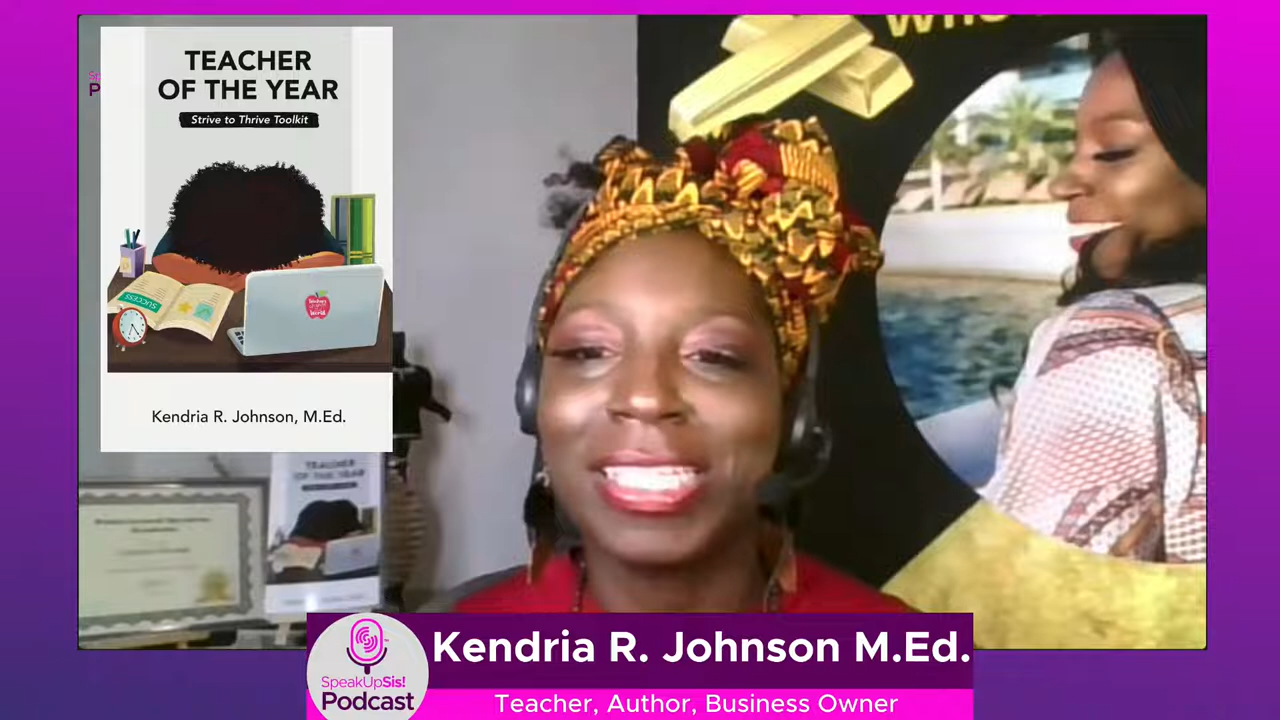 TEACHER
OF THE YEAR
Strive to Thrive Toolkit
SUCCESS
Kendria R. Johnson, M.Ed.
TEACHER
OF THE YEAR
Kendria R. Johnson M.Ed.
SpeakUpSis!
Podcast
Teacher, Author, Business Owner